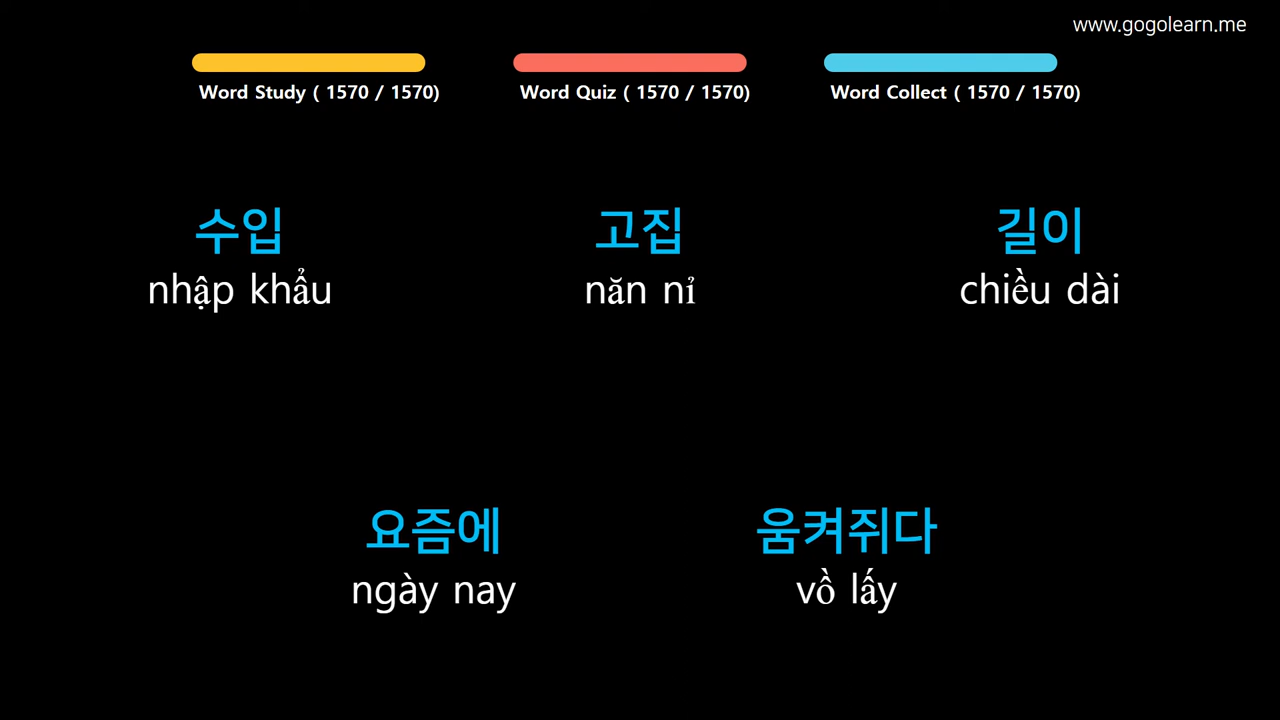 www.gogolearn.me
Word Study ( 1570 / 1570)
Word Quiz ( 1570 / 1570)
Word Collect ( 1570 / 1570)
수입
고집
길이
nhập khẩu
năn nỉ
chiều dài
요즘에
움켜쥐다
ngày nay
vồ lấy